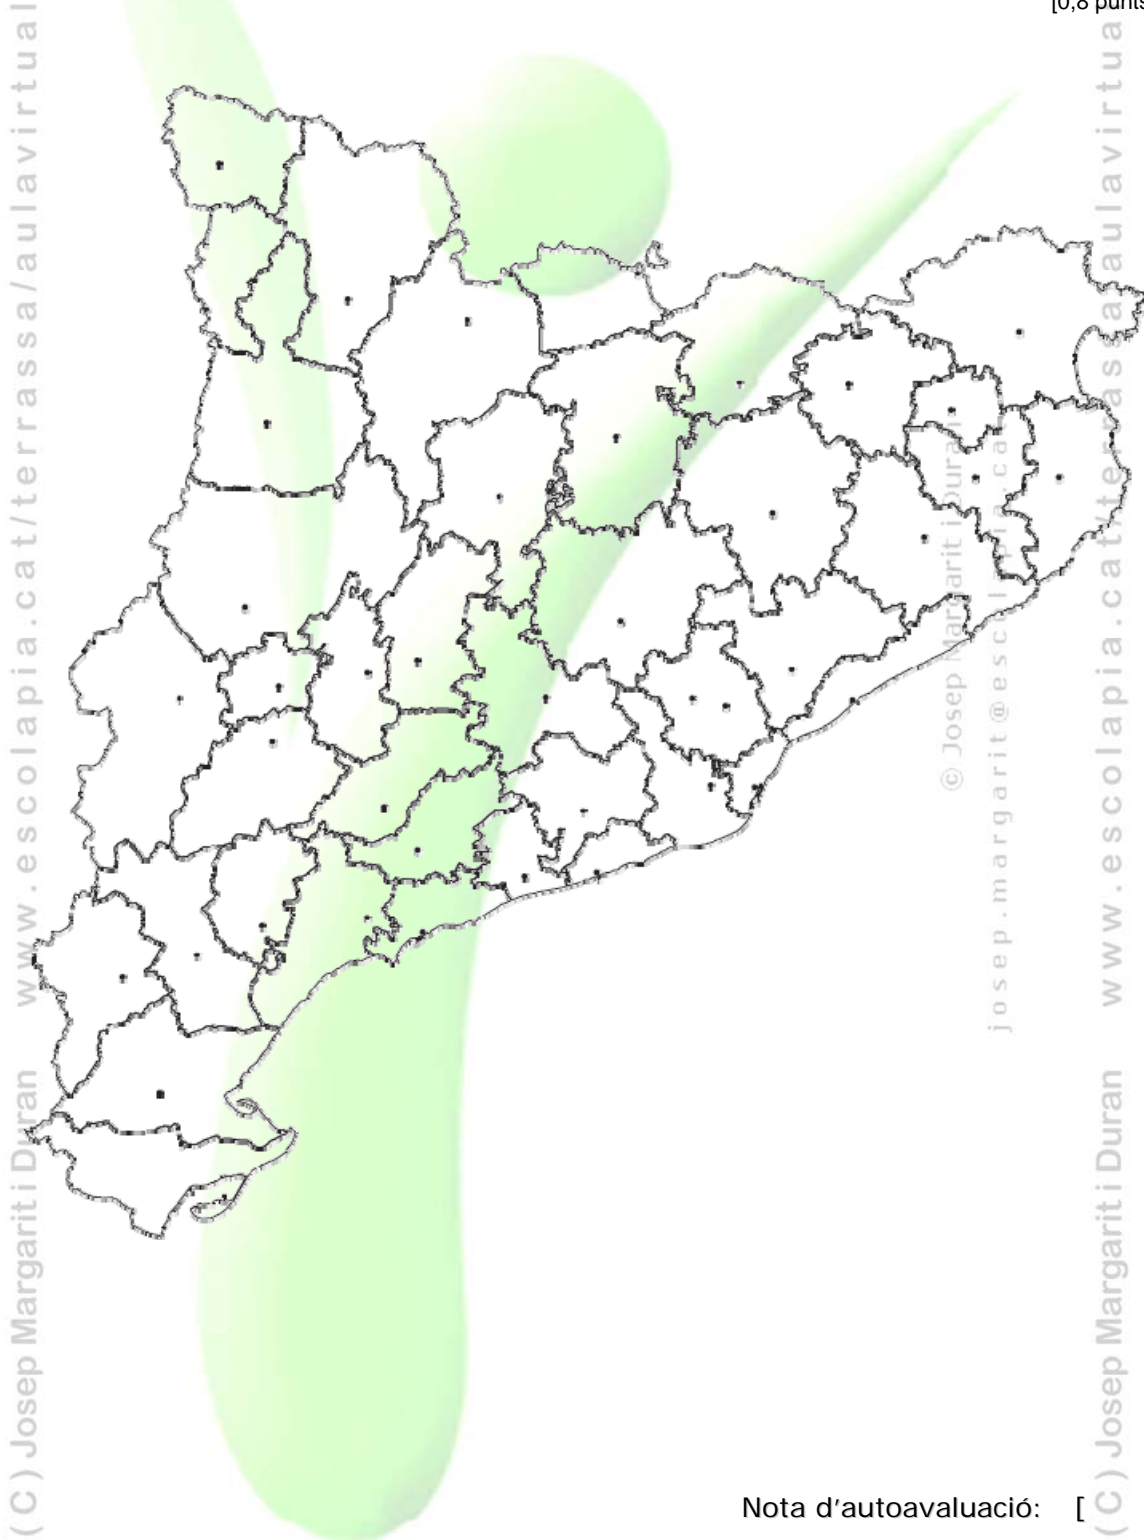 [0,8 punts
(C) Josep Margarit i Duran www.escolapia.cat/terrassa/aulavirtual
© Josep Margarit i Duran
josep.margarit@escolapia.cat
(C) Josep Margarit i Duran www.escolapia.cat/terrassa/aulavirtual
Nota d’autoavaluació: [